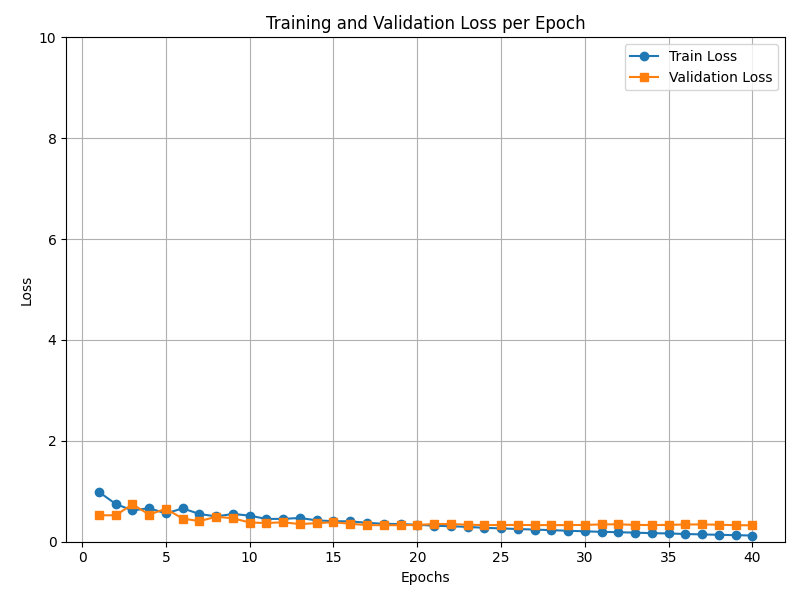 Training and Validation Loss per Epoch
Train Loss
Validation Loss
10
8
6
4
2
0
Loss
0 5 10 15 20 25 30 35 40
Epochs